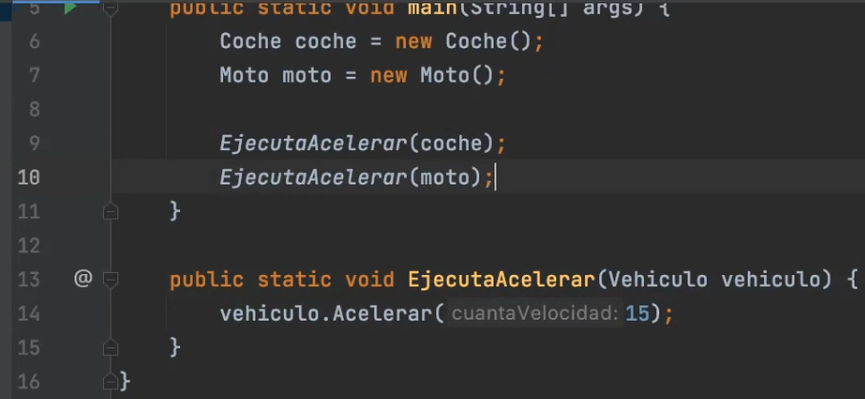 5 public static void main(String[] args) {
6 Coche coche = new Coche();
7 Moto moto = new Moto();
8
9 EjecutaAcelerar(coche);
10 EjecutaAcelerar(moto);
11 }
12
13 @ public static void EjecutaAcelerar(Vehiculo vehiculo) {
14 vehiculo.Acelerar( cuantaVelocidad: 15);
15 }
16 }